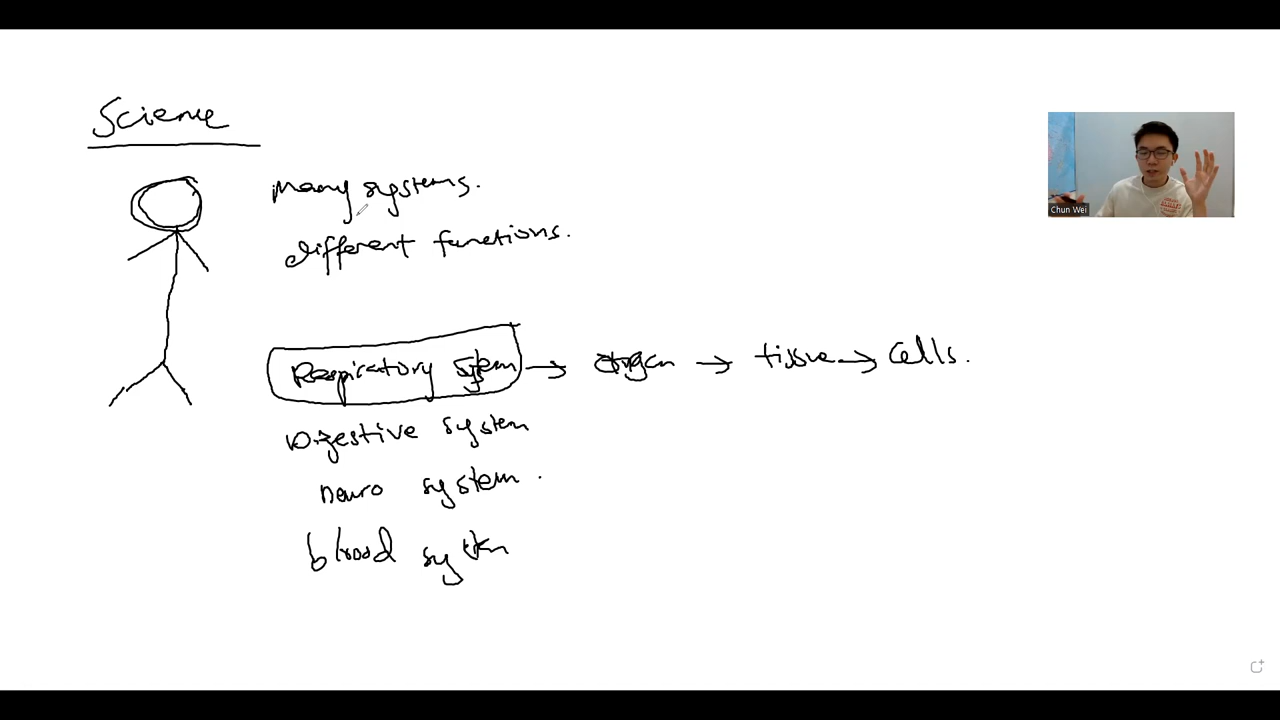 Science
many systems.
different functions.
Respiratory system → organ → tissue → cells.
Digestive system
neuro system.
blood system
Chun Wei